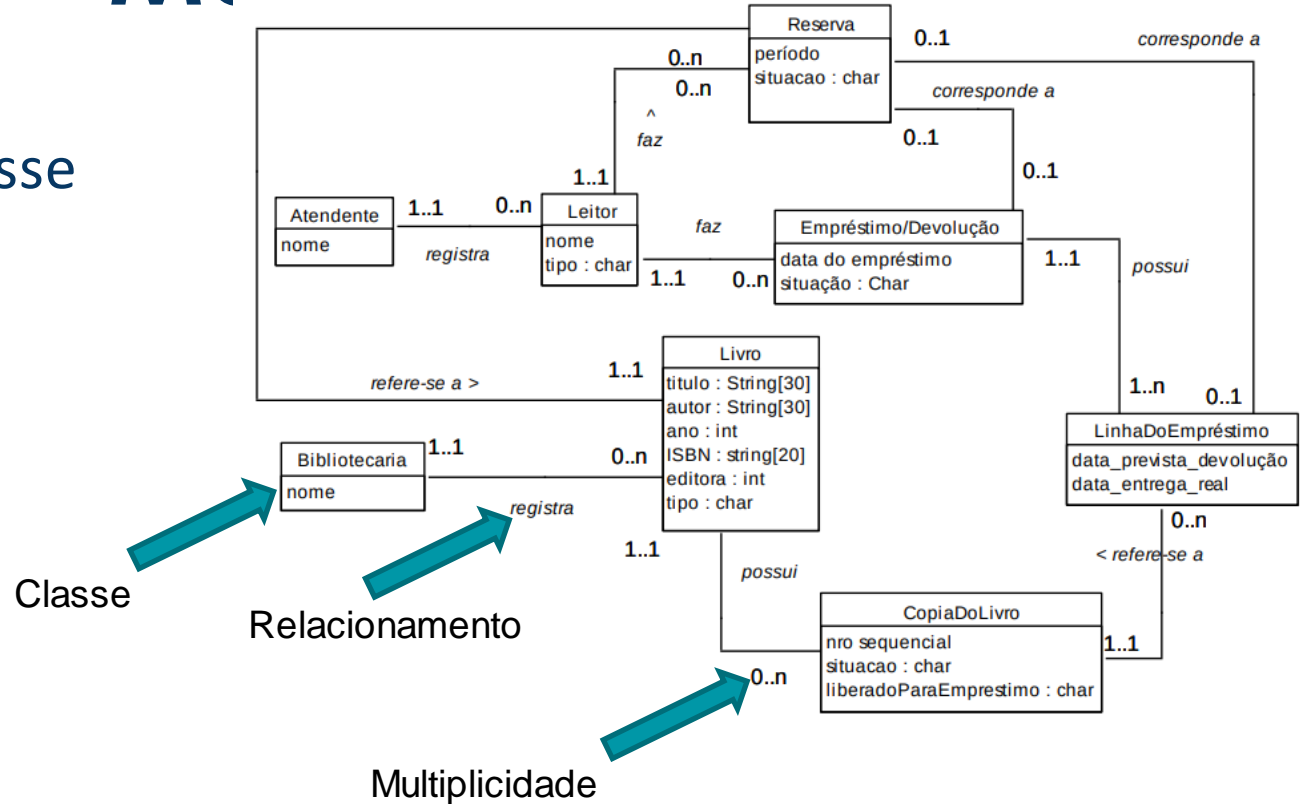 Reserva
período
situacao : char
0..1
corresponde a
0..n
0..n
corresponde a
^
faz
0..1
0..1
sse
1..1
Atendente
nome
1..1
0..n
registra
Leitor
nome
tipo : char
faz
1..1
0..n
Empréstimo/Devolução
data do empréstimo
situação : Char
1..1
possui
refere-se a >
1..1
Livro
titulo : String[30]
autor : String[30]
ano : int
ISBN : string[20]
editora : int
tipo : char
1..n
0..1
LinhaDoEmpréstimo
data_prevista_devolução
data_entrega_real
Bibliotecaria
nome
1..1
0..n
registra
0..n
< refere-se a
1..1
possui
Classe
Relacionamento
CopiaDoLivro
nro sequencial
situacao : char
liberadoParaEmprestimo : char
1..1
0..n
Multiplicidade